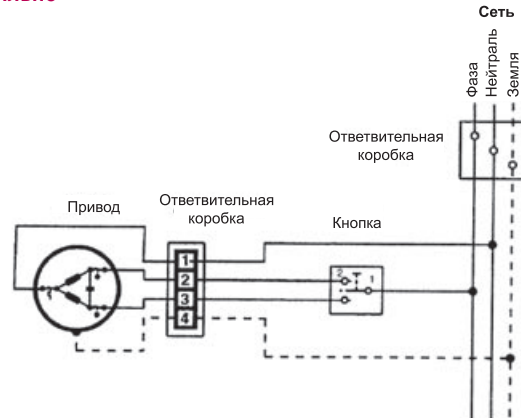 Сеть
Фаза
Нейтраль
Земля
Ответвительная
коробка
Привод
Ответвительная
коробка
Кнопка
1
2
3
4
2
1